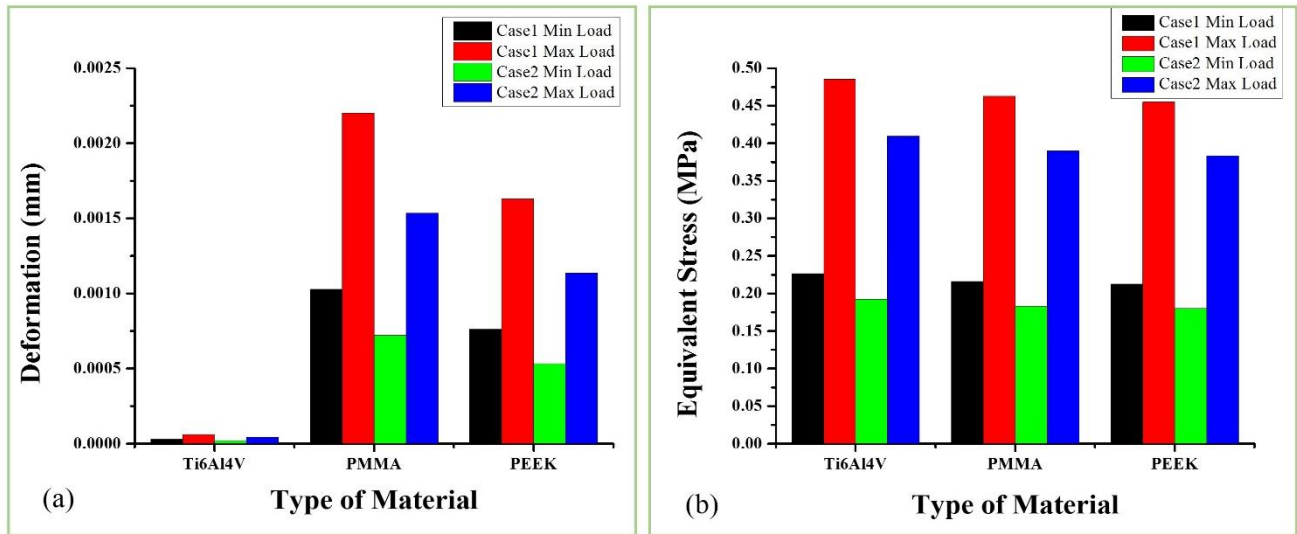 Case1 Min Load
Case1 Max Load
Case2 Min Load
Case2 Max Load
0.0025
0.0020
0.0015
0.0010
0.0005
0.0000
Deformation (mm)
Ti6Al4V PMMA PEEK
(a) Type of Material
Case1 Min Load
Case1 Max Load
Case2 Min Load
Case2 Max Load
0.50
0.45
0.40
0.35
0.30
0.25
0.20
0.15
0.10
0.05
0.00
Equivalent Stress (MPa)
Ti6Al4V PMMA PEEK
(b) Type of Material